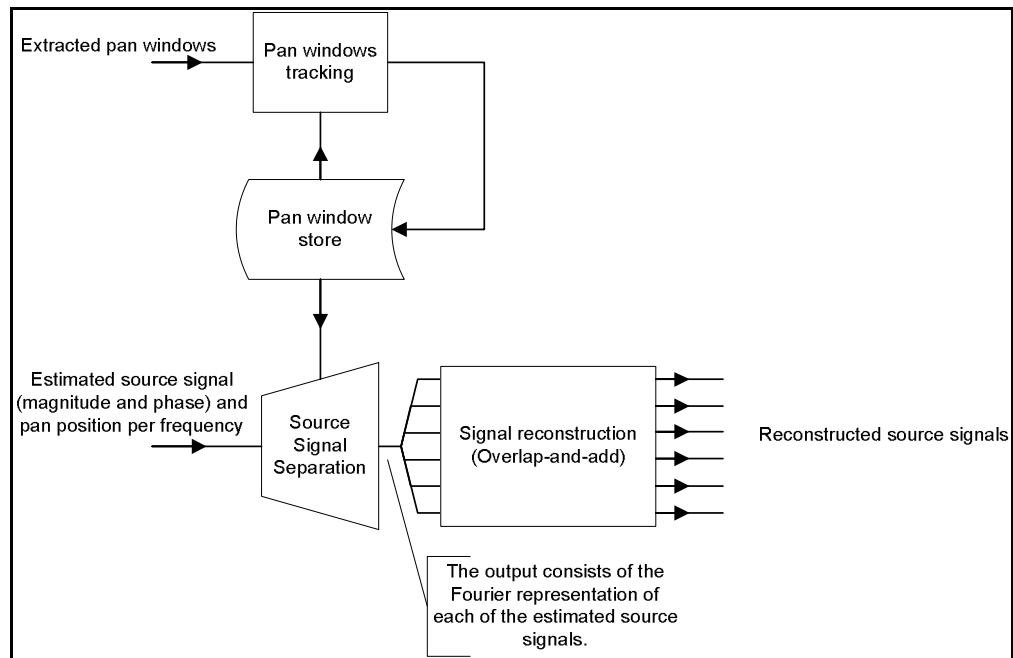 Extracted pan windows
Pan windows
tracking
Pan window
store
Estimated source signal
(magnitude and phase) and
pan position per frequency
Source
Signal
Separation
Signal reconstruction
(Overlap-and-add)
Reconstructed source signals
The output consists of the
Fourier representation of
each of the estimated source
signals.